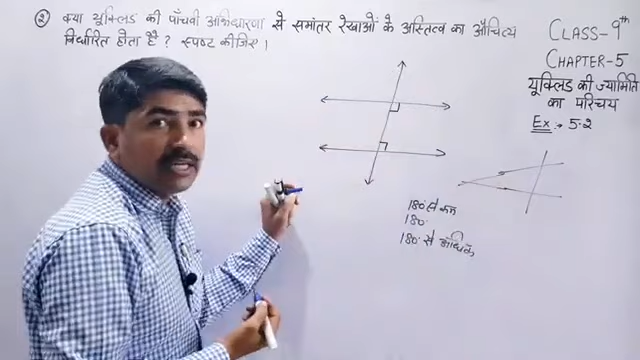 ② क्या यूक्लिड की पाँचवी अभिधारणा से समांतर रेखाओं के अस्तित्व का औचित्य
निर्धारित होता है ? स्पष्ट कीजिए ।
CLASS-9th
CHAPTER-5
यूक्लिड की ज्यामिति
का परिचय
Ex:- 5.2
180° से कम
180°
180° से अधिक